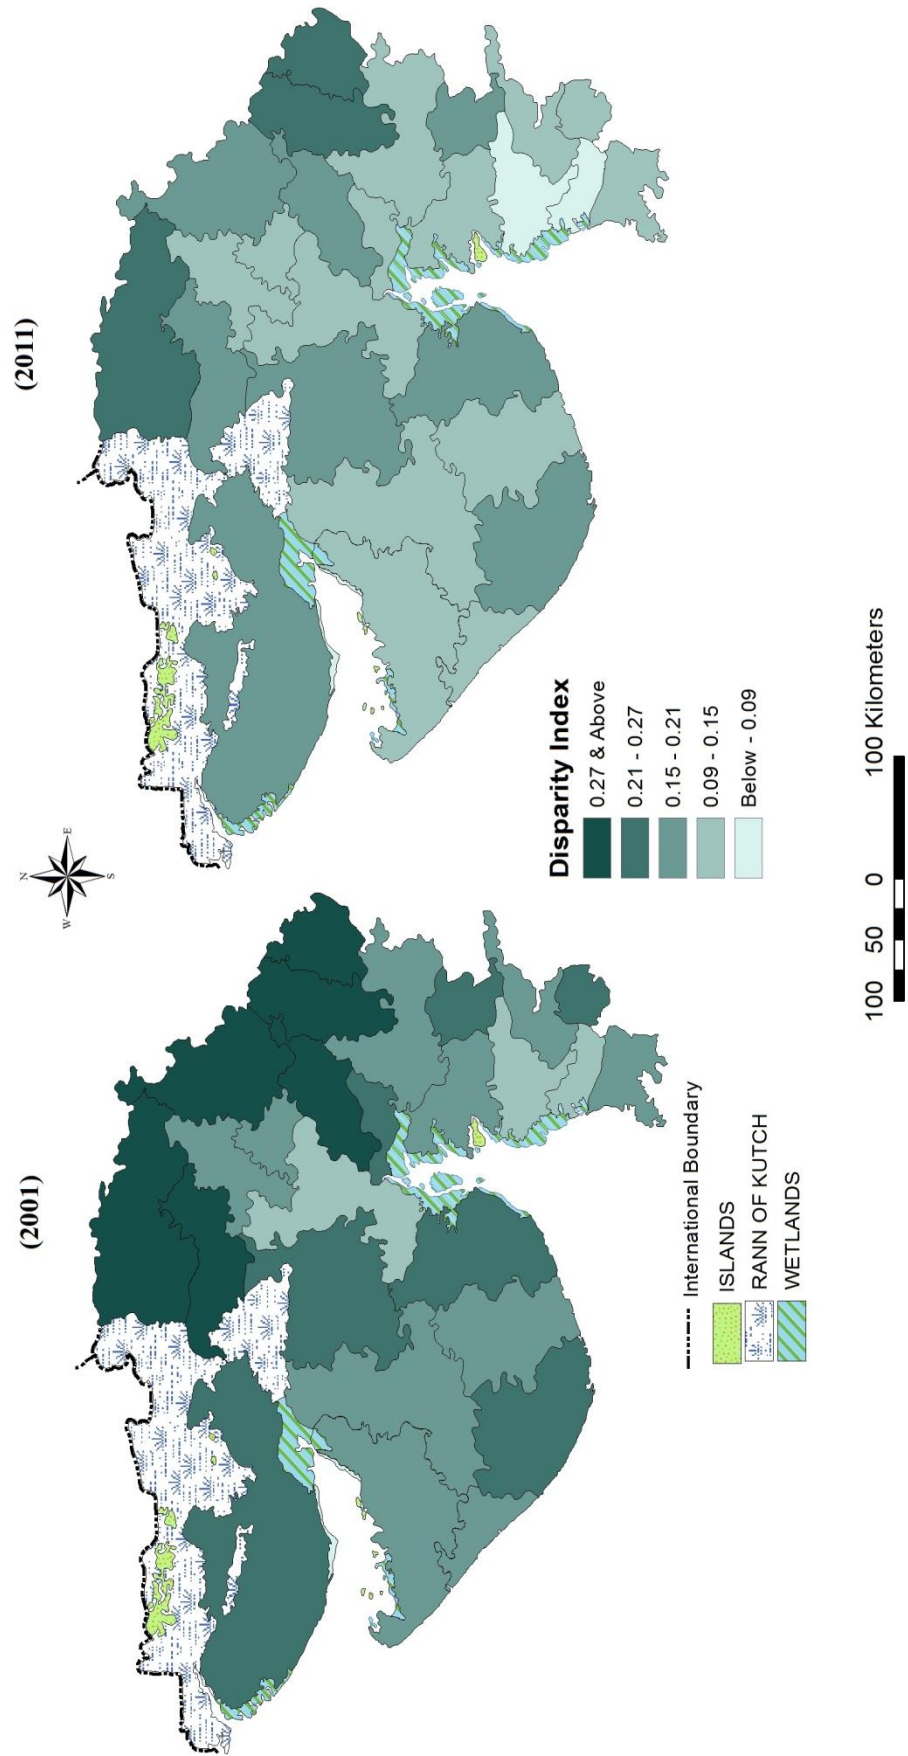 (2001)
(2011)
N
W
E
S
International Boundary
ISLANDS
RANN OF KUTCH
WETLANDS
Disparity Index
0.27 & Above
0.21 - 0.27
0.15 - 0.21
0.09 - 0.15
Below - 0.09
100 50 0 100 Kilometers